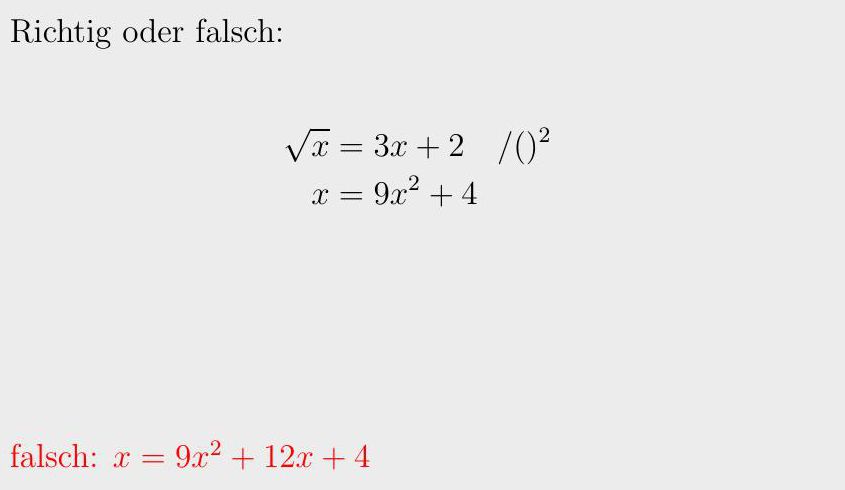 Richtig oder falsch:
√x = 3x + 2 /()²
x = 9x² + 4
falsch: x = 9x² + 12x + 4